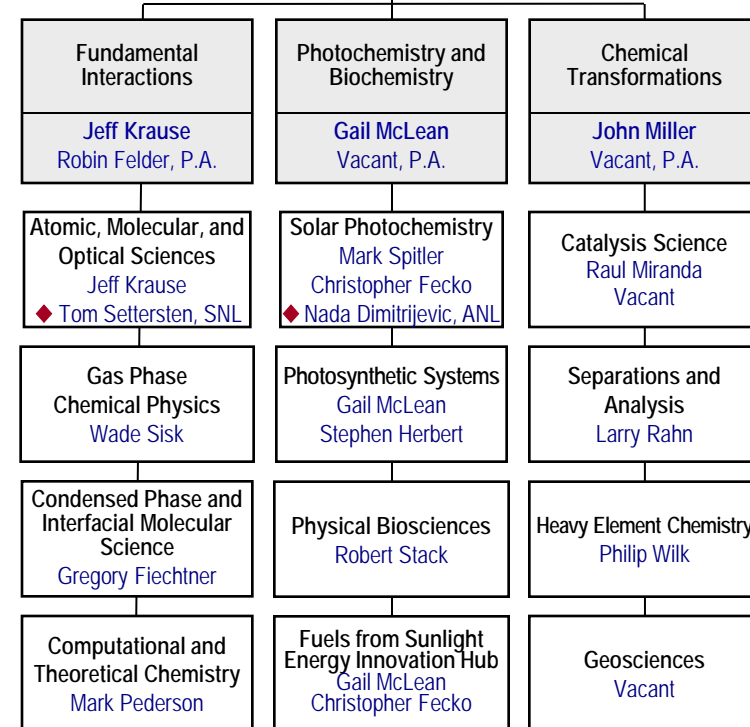 Fundamental
Interactions
Jeff Krause
Robin Felder, P.A.
Atomic, Molecular, and
Optical Sciences
Jeff Krause
◆ Tom Settersten, SNL
Gas Phase
Chemical Physics
Wade Sisk
Condensed Phase and
Interfacial Molecular
Science
Gregory Fiechtner
Computational and
Theoretical Chemistry
Mark Pederson
Photochemistry and
Biochemistry
Gail McLean
Vacant, P.A.
Solar Photochemistry
Mark Spitler
Christopher Fecko
◆ Nada Dimitrijevic, ANL
Photosynthetic Systems
Gail McLean
Stephen Herbert
Physical Biosciences
Robert Stack
Fuels from Sunlight
Energy Innovation Hub
Gail McLean
Christopher Fecko
Chemical
Transformations
John Miller
Vacant, P.A.
Catalysis Science
Raul Miranda
Vacant
Separations and
Analysis
Larry Rahn
Heavy Element Chemistry
Philip Wilk
Geosciences
Vacant